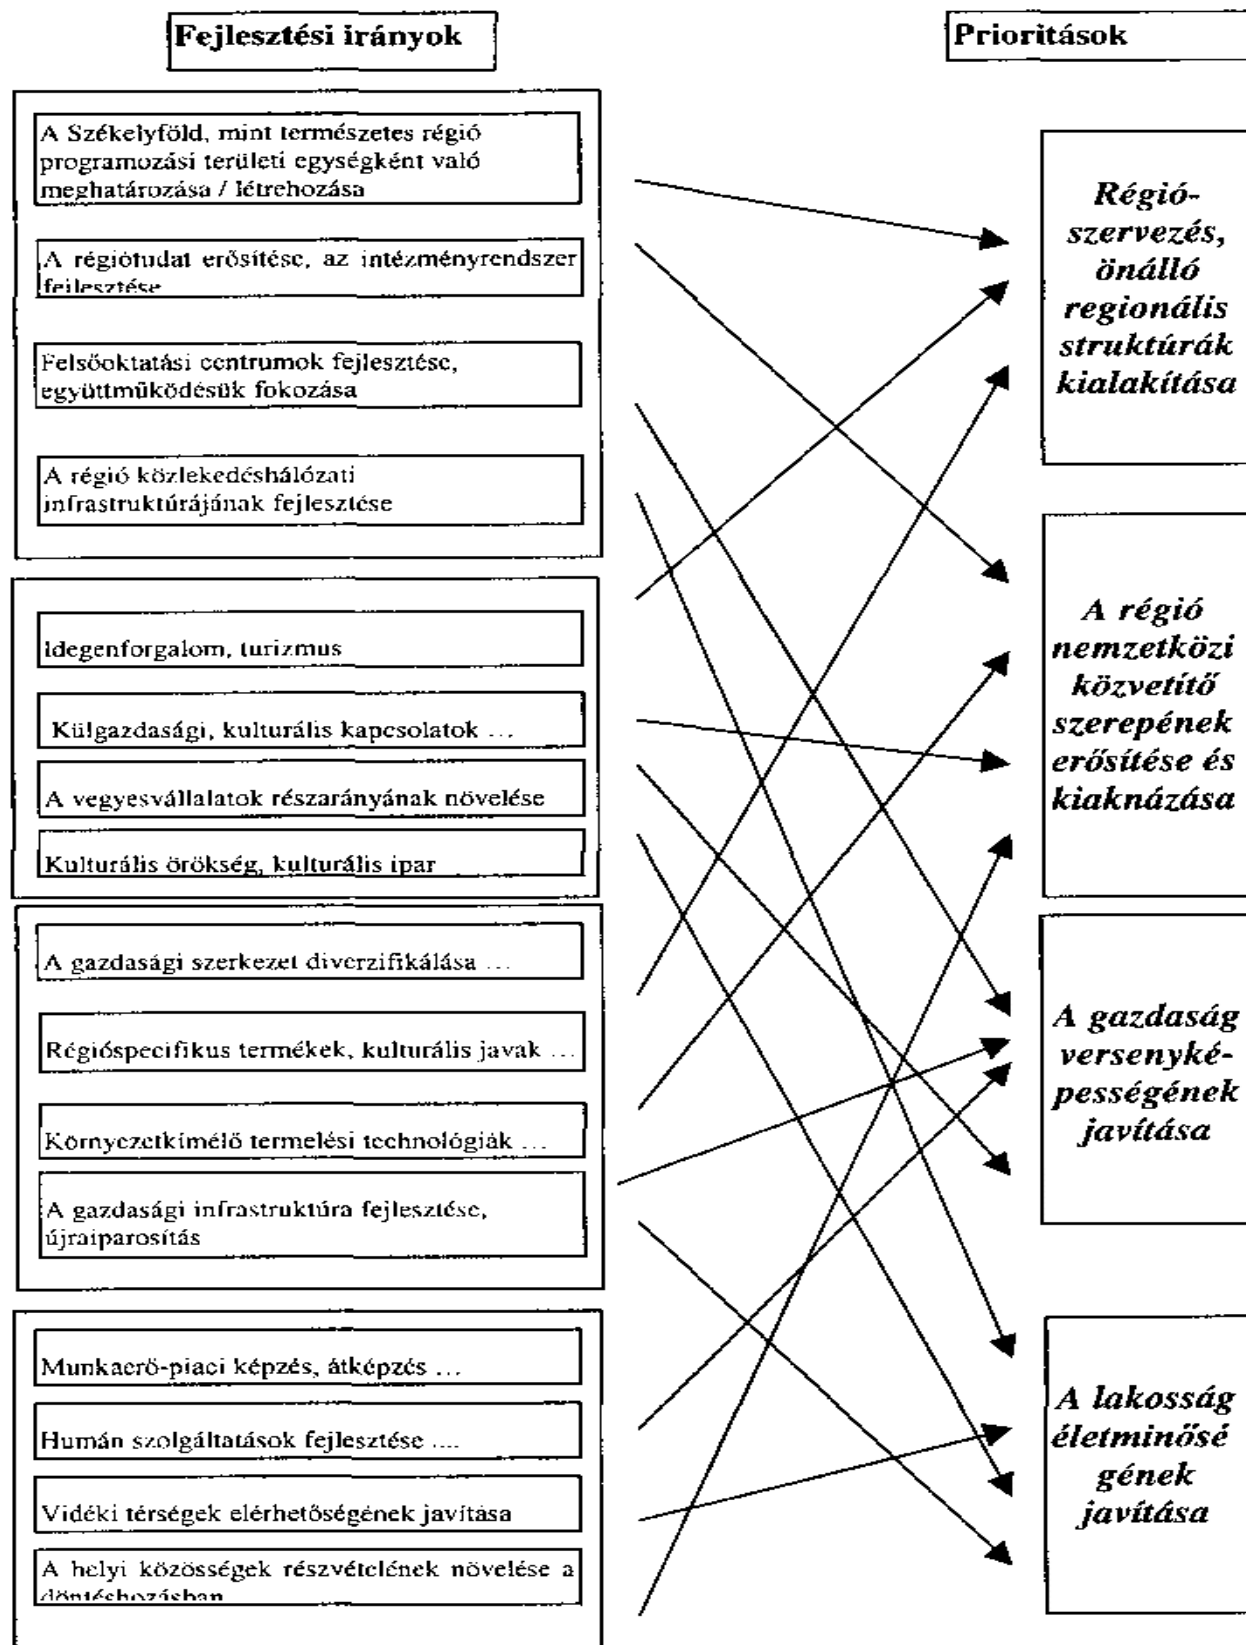 Fejlesztési irányok
A Székelyföld, mint természetes régió
programozási területi egységként való
meghatározása / létrehozása
A régiótudat erősítése, az intézményrendszer
fejlesztése
Felsőoktatási centrumok fejlesztése,
együttműködésük fokozása
A régió közlekedéshálózati
infrastruktúrájának fejlesztése
Idegenforgalom, turizmus
Külgazdasági, kulturális kapcsolatok ...
A vegyesvállalatok részarányának növelése
Kulturális örökség, kulturális ipar
A gazdasági szerkezet diverzifikálása ...
Régióspecifikus termékek, kulturális javak ...
Környezetkímélő termelési technológiák ...
A gazdasági infrastruktúra fejlesztése,
újraiparosítás
Munkaerő-piaci képzés, átképzés ...
Humán szolgáltatások fejlesztése ....
Vidéki térségek elérhetőségének javítása
A helyi közösségek részvételének növelése a
döntéshozásban
Prioritások
Régió-
szervezés,
önálló
regionális
struktúrák
kialakítása
A régió
nemzetközi
közvetítő
szerepének
erősítése és
kiaknázása
A gazdaság
versenyké-
pességének
javítása
A lakosság
életminősé
gének
javítása